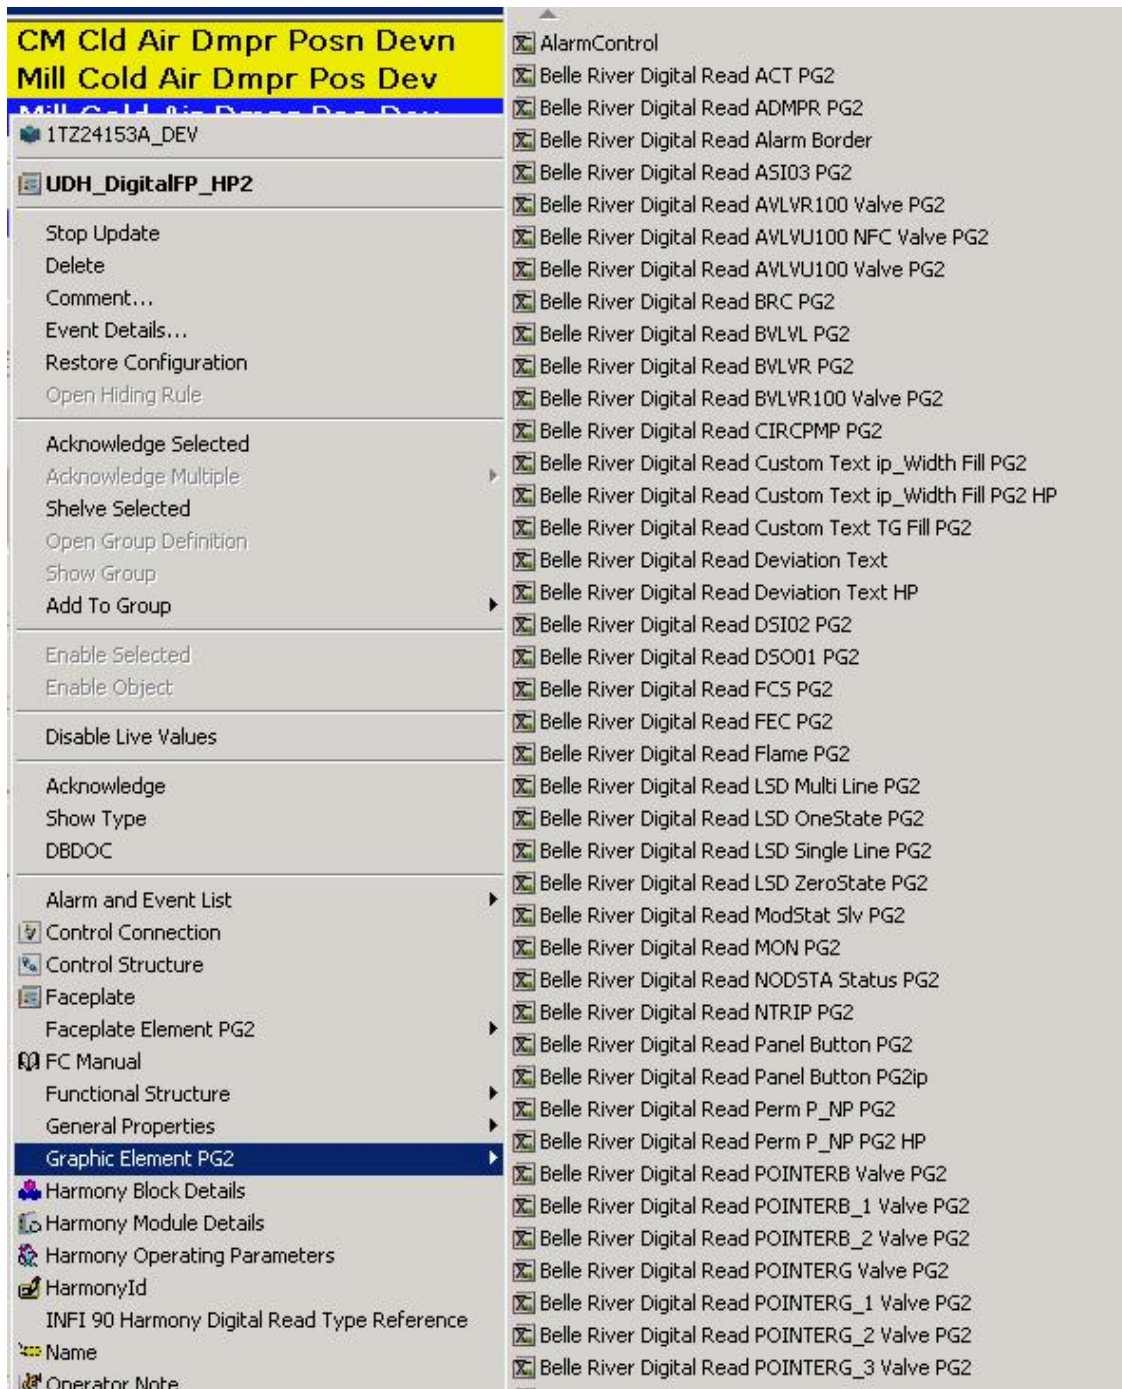 CM Cld Air Dmpr Posn Devn
Mill Cold Air Dmpr Pos Dev
Mill Cold Air Dmpr Pos Dev
1TZ24153A_DEV
UDH_DigitalFP_HP2
Stop Update
Delete
Comment...
Event Details...
Restore Configuration
Open Hiding Rule
Acknowledge Selected
Acknowledge Multiple
Shelve Selected
Open Group Definition
Show Group
Add To Group
Enable Selected
Enable Object
Disable Live Values
Acknowledge
Show Type
DBDOC
Alarm and Event List
Control Connection
Control Structure
Faceplate
Faceplate Element PG2
FC Manual
Functional Structure
General Properties
Graphic Element PG2
Harmony Block Details
Harmony Module Details
Harmony Operating Parameters
HarmonyId
INFI 90 Harmony Digital Read Type Reference
Name
Operator Note
AlarmControl
Belle River Digital Read ACT PG2
Belle River Digital Read ADMPR PG2
Belle River Digital Read Alarm Border
Belle River Digital Read ASI03 PG2
Belle River Digital Read AVLVR100 Valve PG2
Belle River Digital Read AVLVU100 NFC Valve PG2
Belle River Digital Read AVLVU100 Valve PG2
Belle River Digital Read BRC PG2
Belle River Digital Read BVLVL PG2
Belle River Digital Read BVLVR PG2
Belle River Digital Read BVLVR100 Valve PG2
Belle River Digital Read CIRCPMP PG2
Belle River Digital Read Custom Text ip_Width Fill PG2
Belle River Digital Read Custom Text ip_Width Fill PG2 HP
Belle River Digital Read Custom Text TG Fill PG2
Belle River Digital Read Deviation Text
Belle River Digital Read Deviation Text HP
Belle River Digital Read DSI02 PG2
Belle River Digital Read DSO01 PG2
Belle River Digital Read FCS PG2
Belle River Digital Read FEC PG2
Belle River Digital Read Flame PG2
Belle River Digital Read LSD Multi Line PG2
Belle River Digital Read LSD OneState PG2
Belle River Digital Read LSD Single Line PG2
Belle River Digital Read LSD ZeroState PG2
Belle River Digital Read ModStat Slv PG2
Belle River Digital Read MON PG2
Belle River Digital Read NODSTA Status PG2
Belle River Digital Read NTRIP PG2
Belle River Digital Read Panel Button PG2
Belle River Digital Read Panel Button PG2ip
Belle River Digital Read Perm P_NP PG2
Belle River Digital Read Perm P_NP PG2 HP
Belle River Digital Read POINTERB Valve PG2
Belle River Digital Read POINTERB_1 Valve PG2
Belle River Digital Read POINTERB_2 Valve PG2
Belle River Digital Read POINTERG Valve PG2
Belle River Digital Read POINTERG_1 Valve PG2
Belle River Digital Read POINTERG_2 Valve PG2
Belle River Digital Read POINTERG_3 Valve PG2